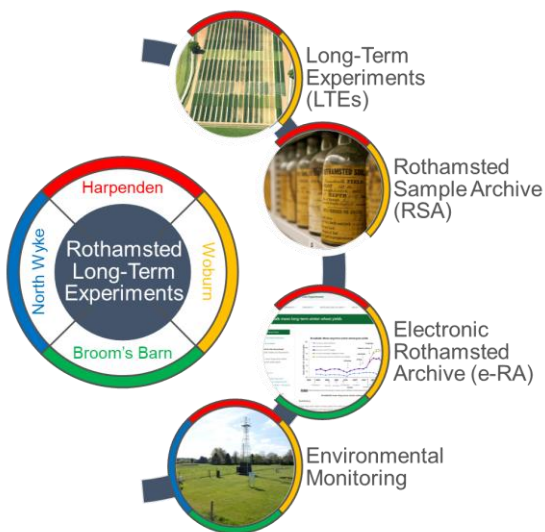 Long-Term
Experiments
(LTEs)
Rothamsted
Sample Archive
(RSA)
Harpenden
North Wyke
Rothamsted
Long-Term
Experiments
Woburn
Broom's Barn
Electronic
Rothamsted
Archive (e-RA)
Environmental
Monitoring